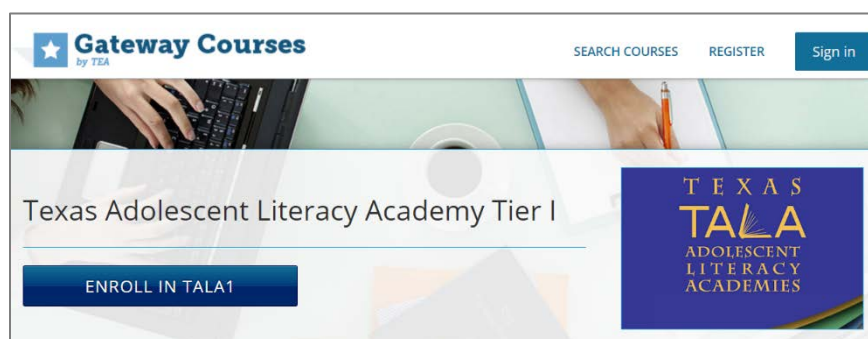 Gateway Courses
by TEA
SEARCH COURSES REGISTER Sign in
Texas Adolescent Literacy Academy Tier I
ENROLL IN TALA1
TEXAS
TALA
ADOLESCENT
LITERACY
ACADEMIES